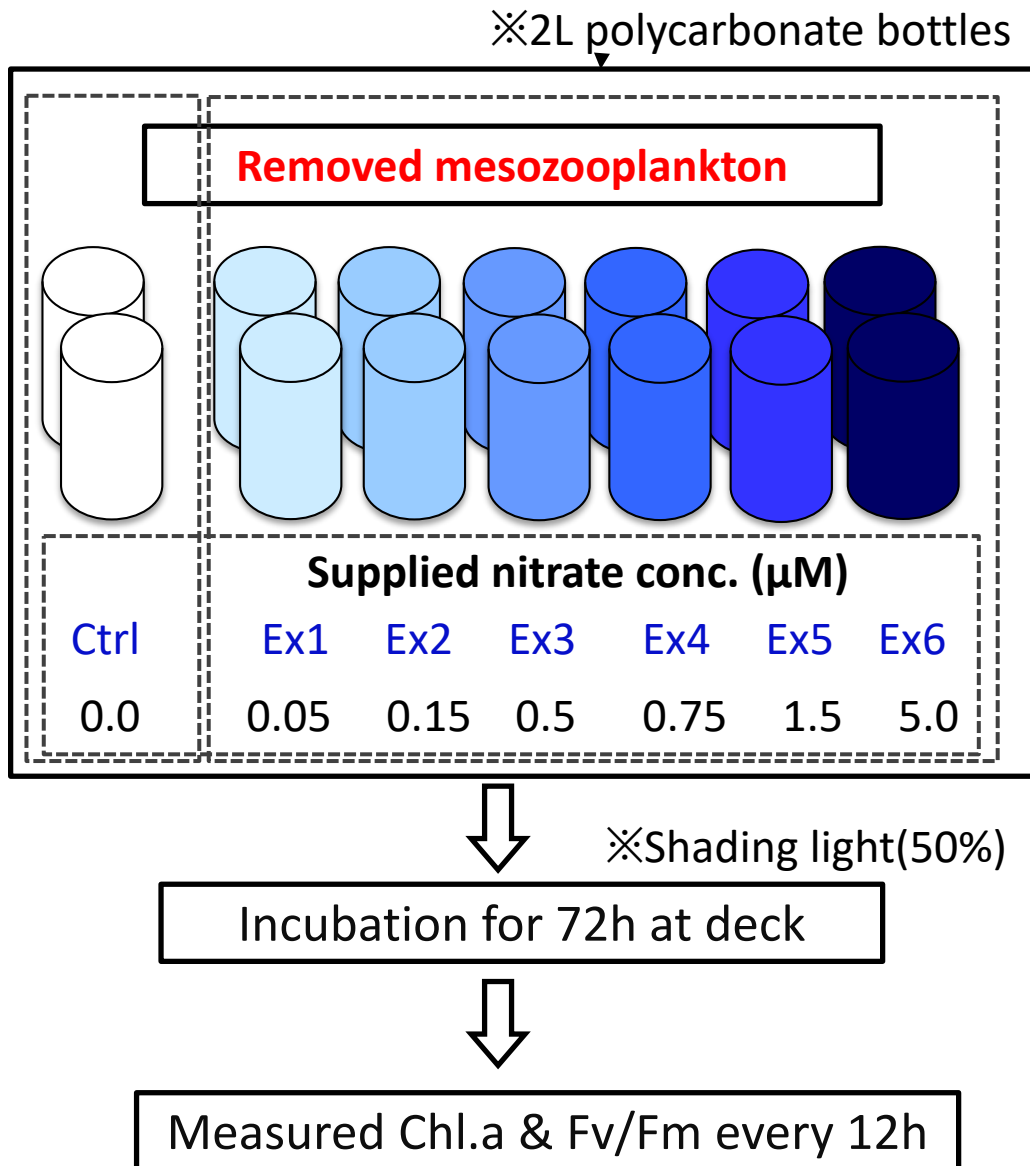 ※2L polycarbonate bottles
Removed mesozooplankton
Supplied nitrate conc. (μM)
Ctrl Ex1 Ex2 Ex3 Ex4 Ex5 Ex6
0.0 0.05 0.15 0.5 0.75 1.5 5.0
※Shading light(50%)
Incubation for 72h at deck
Measured Chl.a & Fv/Fm every 12h